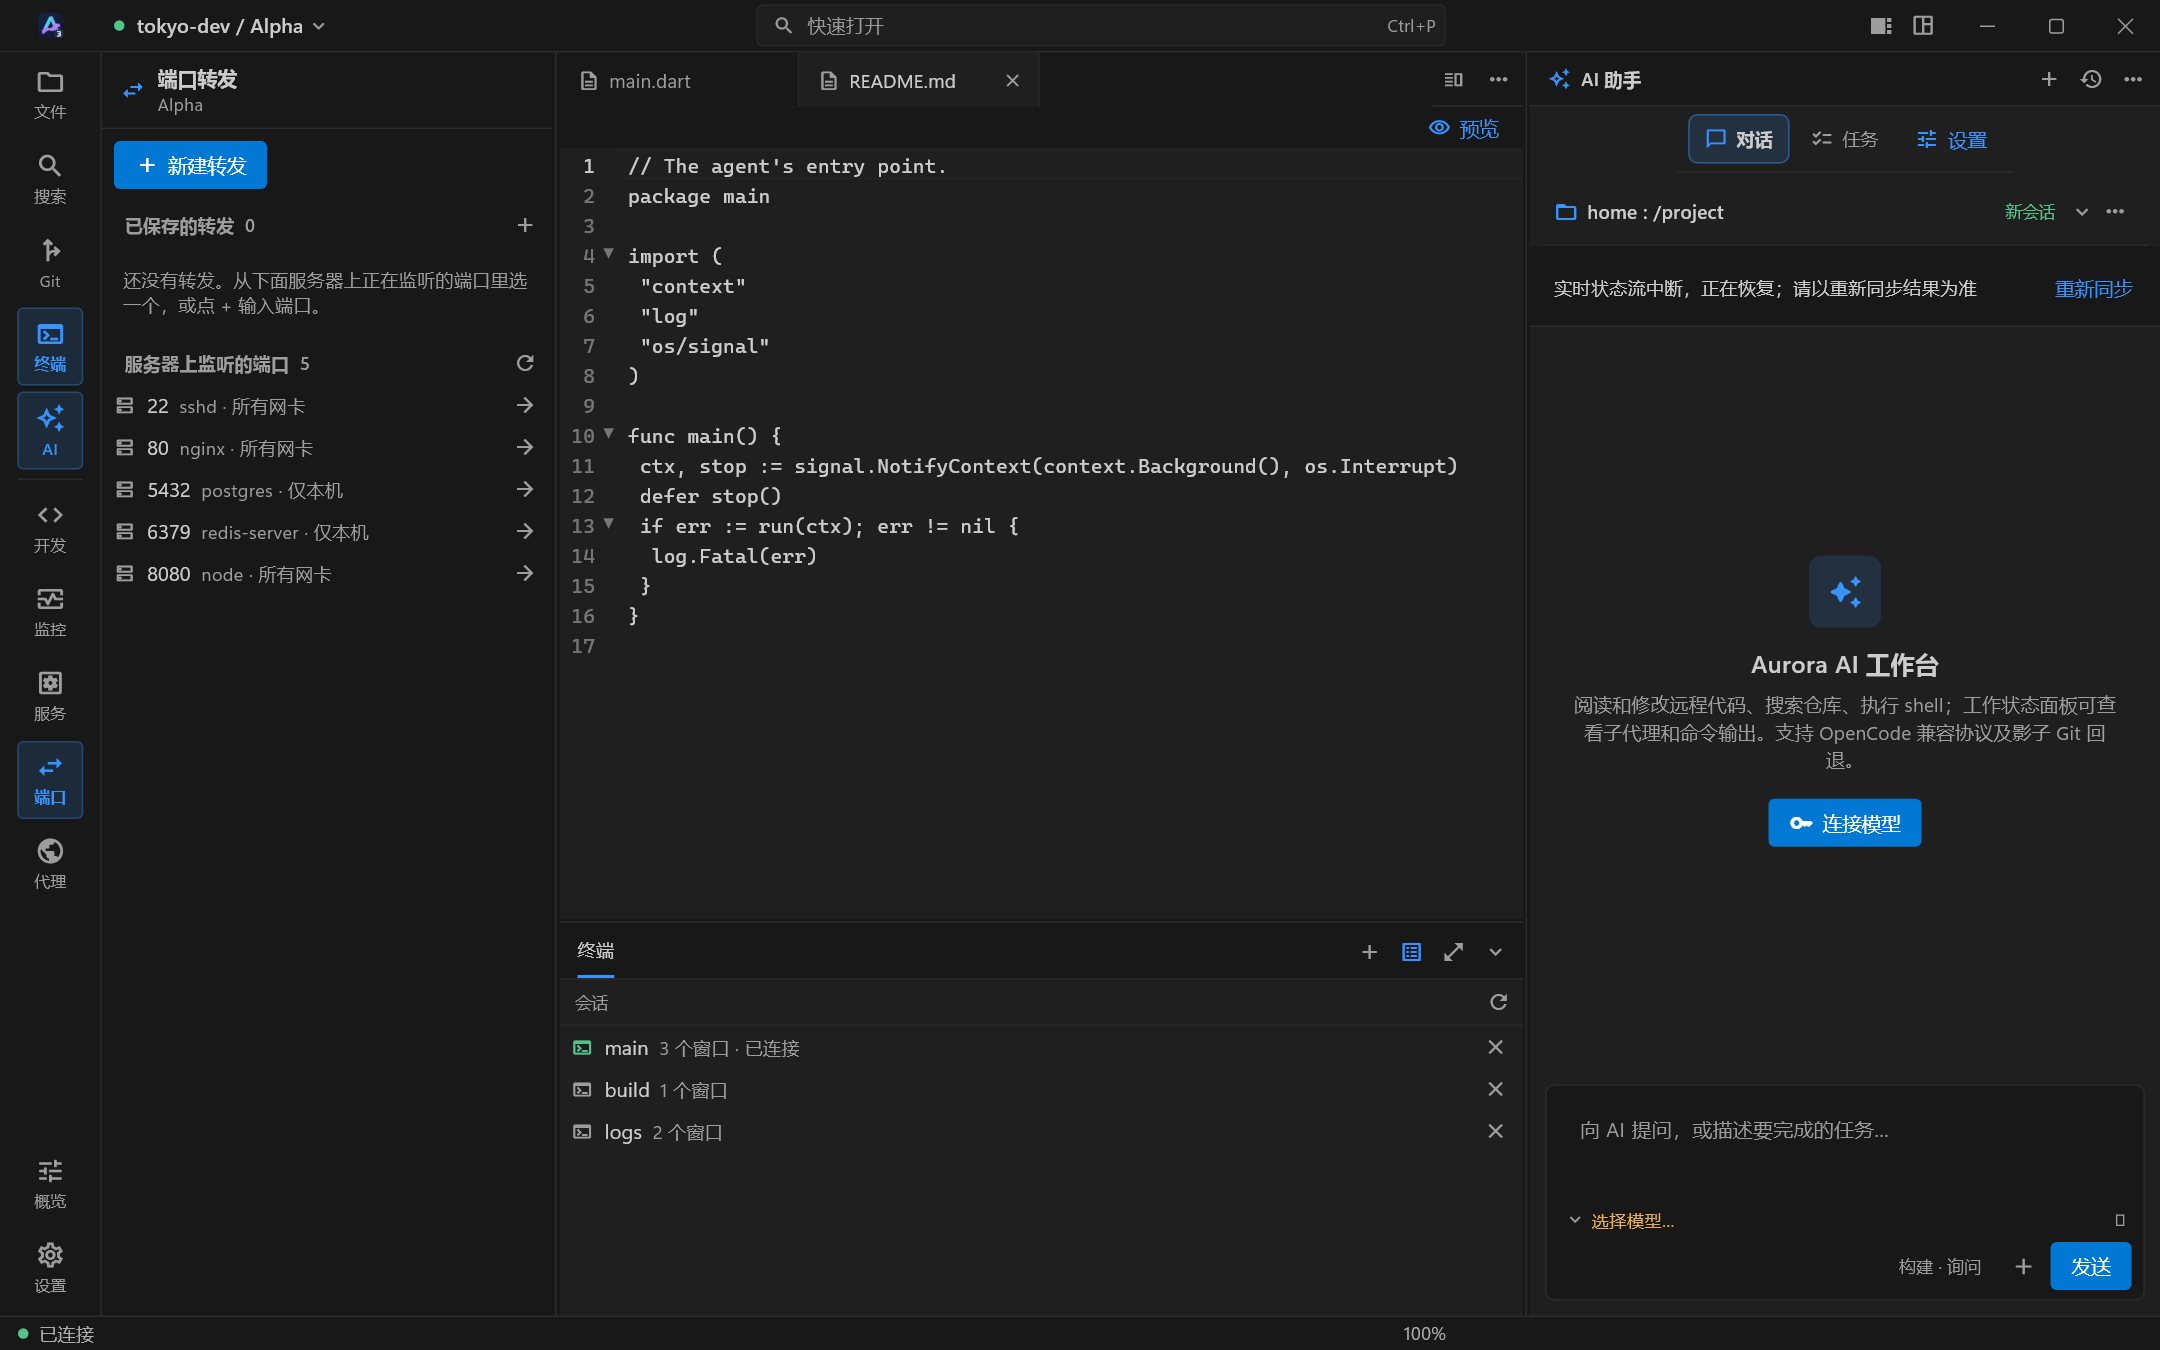 tokyo-dev / Alpha
快速打开
Ctrl+P
文件
搜索
Git
终端
AI
开发
监控
服务
端口
代理
概览
设置
端口转发
Alpha
新建转发
已保存的转发 0
还没有转发。从下面服务器上正在监听的端口里选
一个，或点 + 输入端口。
服务器上监听的端口 5
22 sshd · 所有网卡
80 nginx · 所有网卡
5432 postgres · 仅本机
6379 redis-server · 仅本机
8080 node · 所有网卡
main.dart
README.md
预览
1 // The agent's entry point.
2 package main
3
4 import (
5 "context"
6 "log"
7 "os/signal"
8 )
9
10 func main() {
11 ctx, stop := signal.NotifyContext(context.Background(), os.Interrupt)
12 defer stop()
13 if err := run(ctx); err != nil {
14 log.Fatal(err)
15 }
16 }
17
终端
会话
main 3 个窗口 · 已连接
build 1 个窗口
logs 2 个窗口
AI 助手
对话
任务
设置
home : /project
新会话
实时状态流中断，正在恢复；请以重新同步结果为准
重新同步
Aurora AI 工作台
阅读和修改远程代码、搜索仓库、执行 shell；工作状态面板可查
看子代理和命令输出。支持 OpenCode 兼容协议及影子 Git 回
退。
连接模型
向 AI 提问，或描述要完成的任务...
选择模型...
构建 · 询问
发送
已连接
100%